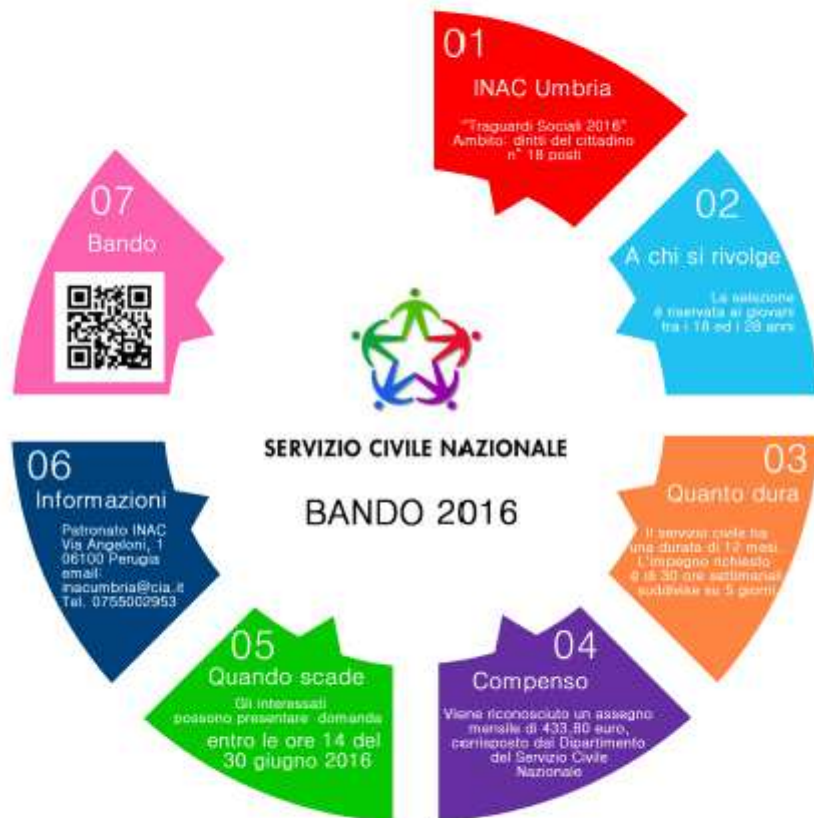 01
INAC Umbria
"Traguardi Sociali 2016"
Ambito: diritti del cittadino
n° 18 posti
02
A chi si rivolge
La selezione
è riservata ai giovani
tra i 18 ed i 28 anni
03
Quanto dura
Il servizio civile ha
una durata di 12 mesi.
L'impegno richiesto
è di 30 ore settimanali
suddivise su 5 giorni
04
Compenso
Viene riconosciuto un assegno
mensile di 433.80 euro,
corrisposto dal Dipartimento
del Servizio Civile
Nazionale
05
Quando scade
Gli interessati
possono presentare domanda
entro le ore 14 del
30 giugno 2016
06
Informazioni
Patronato INAC
Via Angeloni, 1
06100 Perugia
email:
inacumbria@cia.it
Tel. 0755002953
07
Bando
SERVIZIO CIVILE NAZIONALE
BANDO 2016